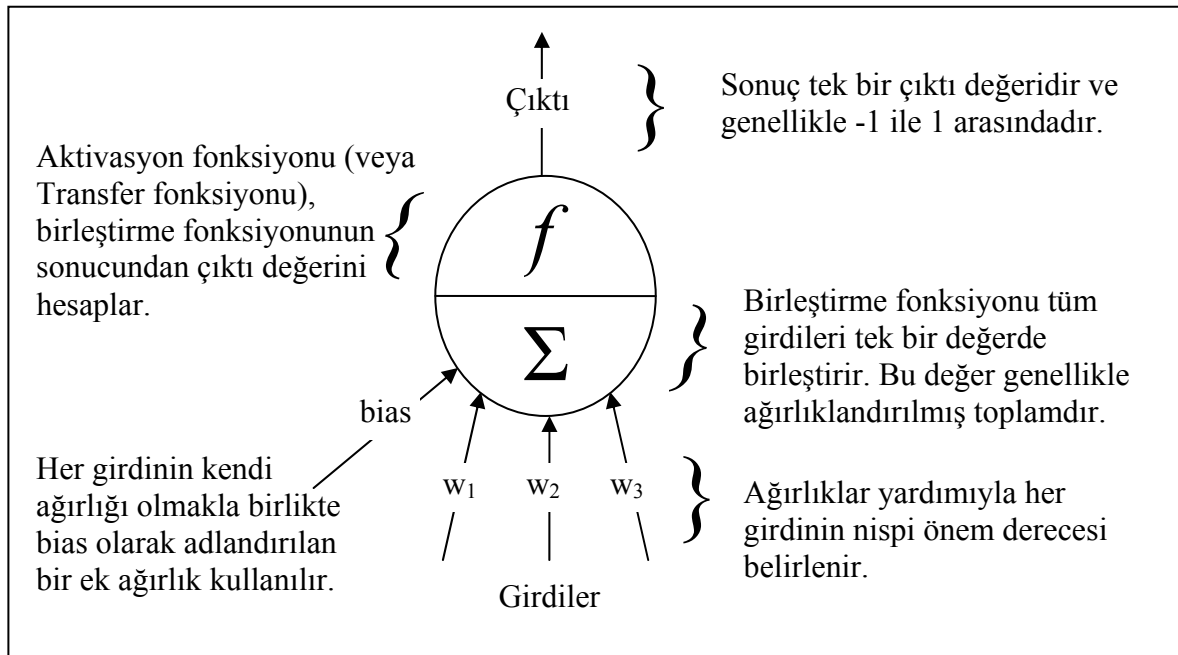 Çıktı
Sonuç tek bir çıktı değeridir ve
genellikle -1 ile 1 arasındadır.
Aktivasyon fonksiyonu (veya
Transfer fonksiyonu),
birleştirme fonksiyonunun
sonucundan çıktı değerini
hesaplar.
f
Σ
Birleştirme fonksiyonu tüm
girdileri tek bir değerde
birleştirir. Bu değer genellikle
ağırlıklandırılmış toplamdır.
bias
Her girdinin kendi
ağırlığı olmakla birlikte
bias olarak adlandırılan
bir ek ağırlık kullanılır.
w₁ w₂ w₃
Ağırlıklar yardımıyla her
girdinin nispi önem derecesi
belirlenir.
Girdiler